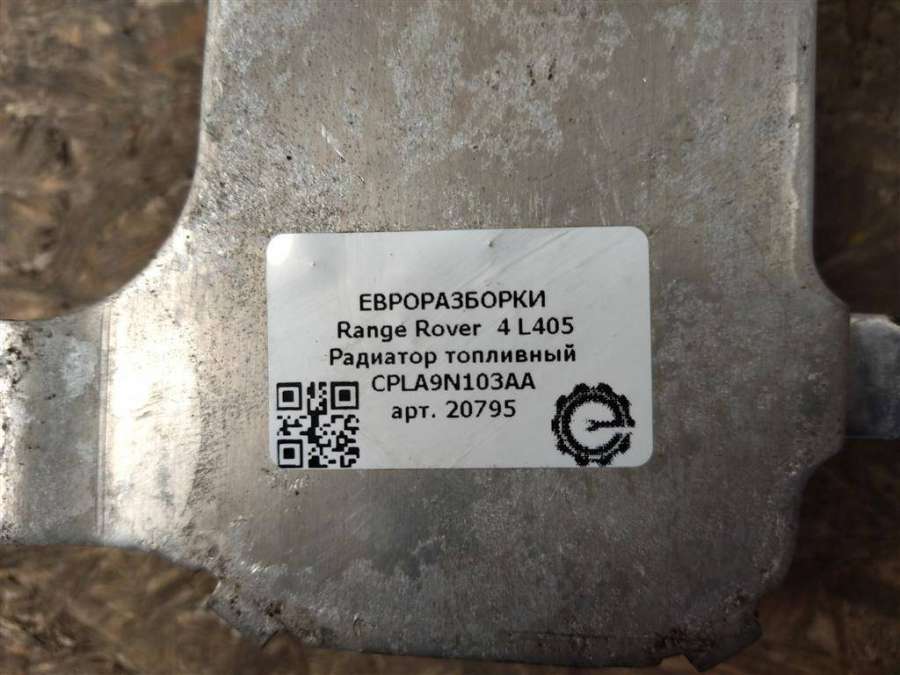 ЕВРОРАЗБОРКИ
Range Rover 4 L405
Радиатор топливный
CPLA9N103AA
арт. 20795